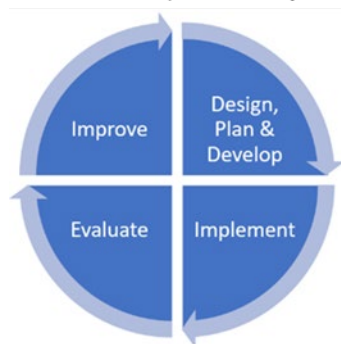 Improve
Design,
Plan &
Develop
Evaluate
Implement